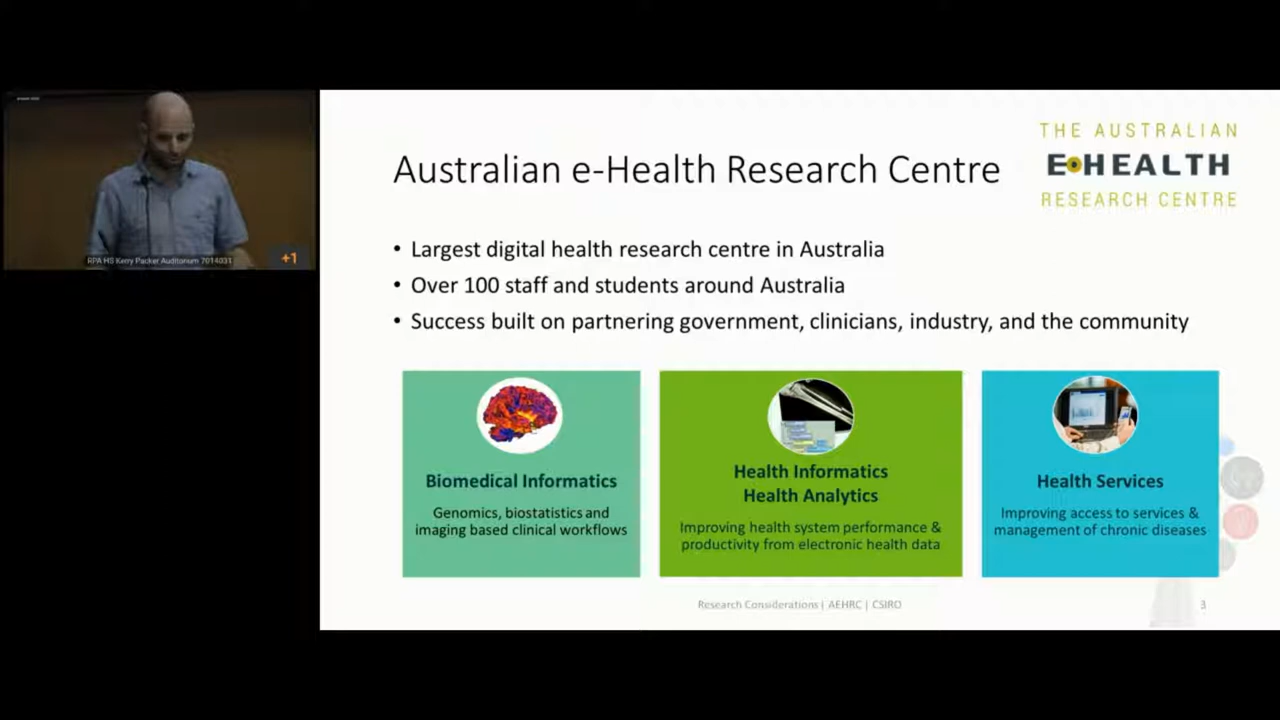 RPA HS Kerry Packer Auditorium 7014031
+1
Australian e-Health Research Centre
THE AUSTRALIAN
E-HEALTH
RESEARCH CENTRE
• Largest digital health research centre in Australia
• Over 100 staff and students around Australia
• Success built on partnering government, clinicians, industry, and the community
Biomedical Informatics
Genomics, biostatistics and
imaging based clinical workflows
Health Informatics
Health Analytics
Improving health system performance &
productivity from electronic health data
Health Services
Improving access to services &
management of chronic diseases
Research Considerations | AEHRC | CSIRO
3